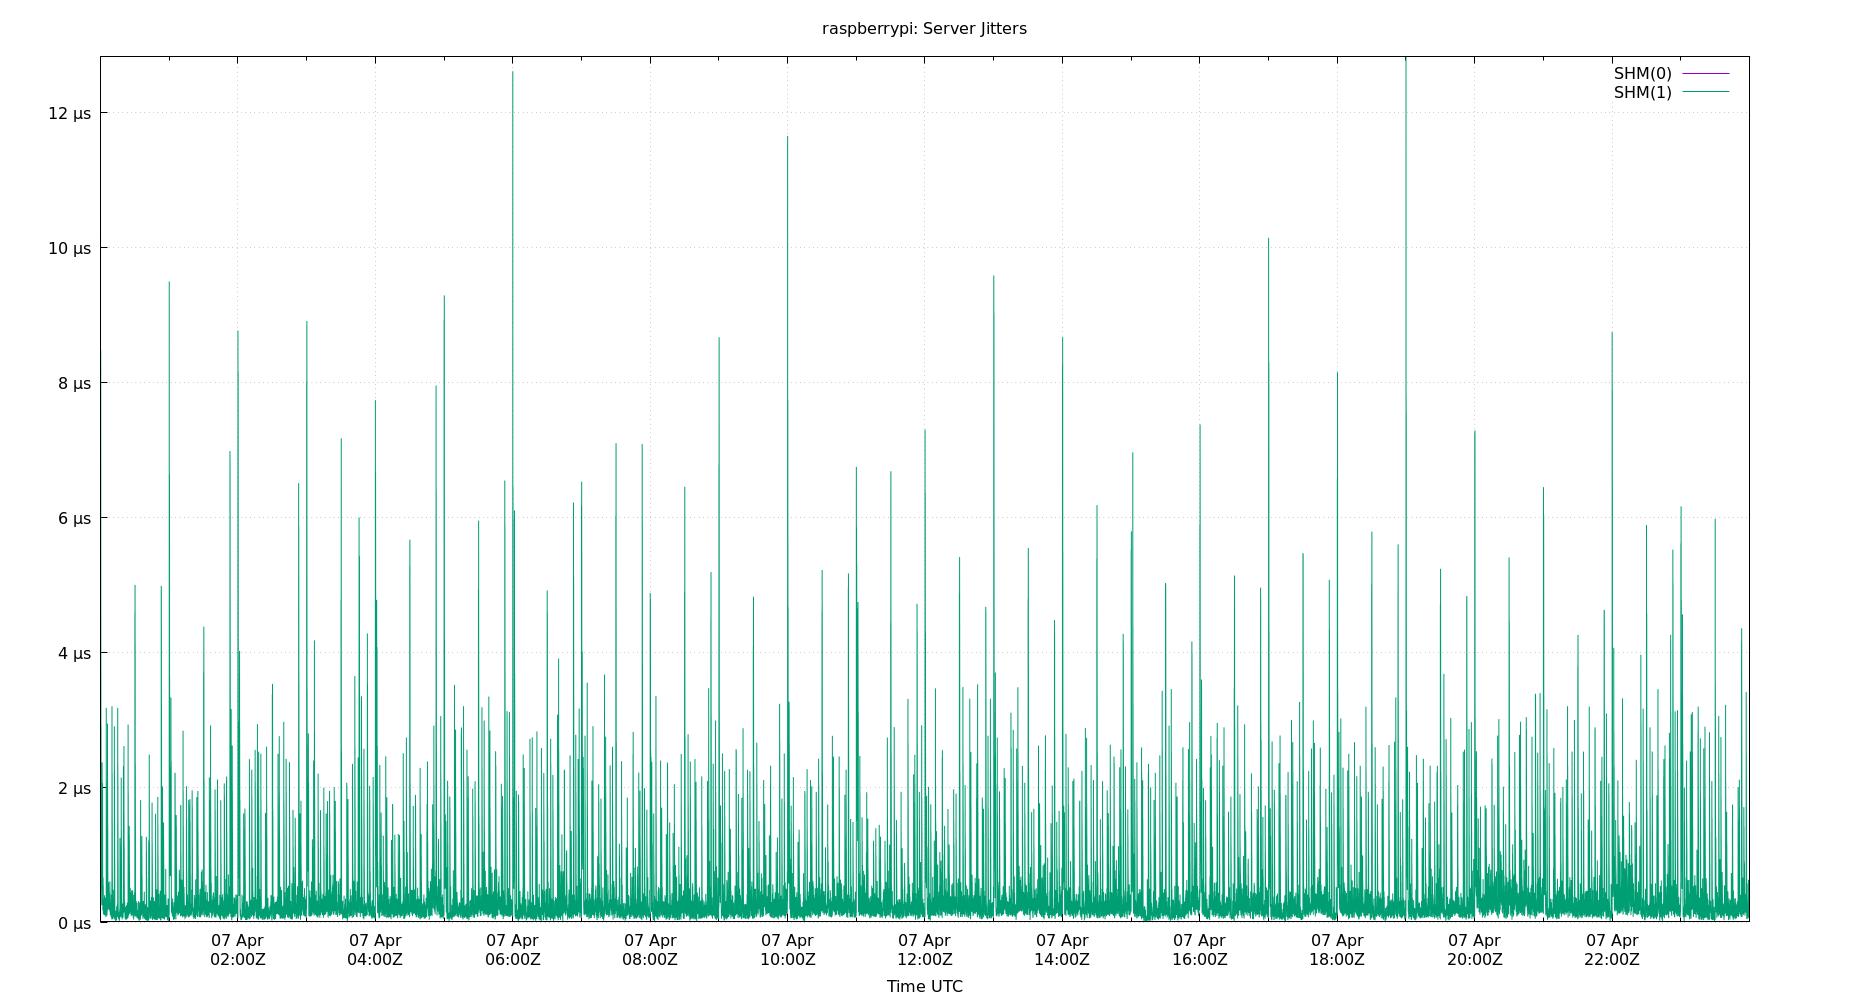 raspberrypi: Server Jitters
SHM(0)
SHM(1)
12 µs
10 µs
8 µs
6 µs
4 µs
2 µs
0 µs
07 Apr 07 Apr 07 Apr 07 Apr 07 Apr 07 Apr 07 Apr 07 Apr 07 Apr 07 Apr 07 Apr
02:00Z 04:00Z 06:00Z 08:00Z 10:00Z 12:00Z 14:00Z 16:00Z 18:00Z 20:00Z 22:00Z
Time UTC